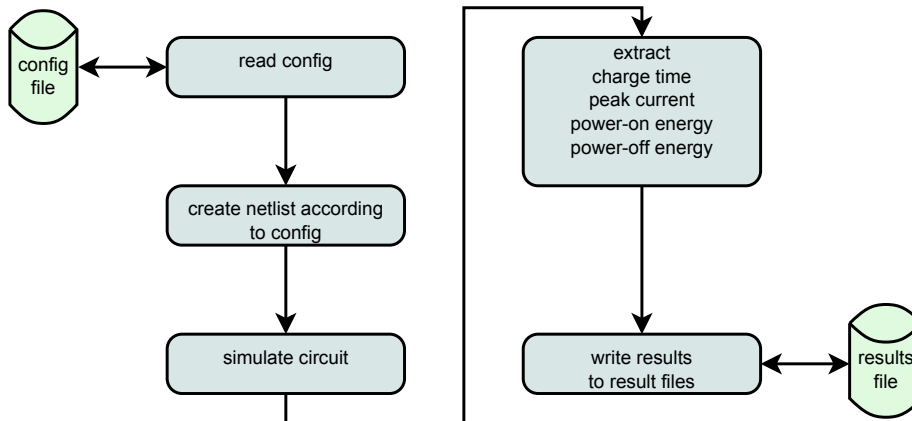 config
file
read config
create netlist according
to config
simulate circuit
extract
charge time
peak current
power-on energy
power-off energy
write results
to result files
results
file